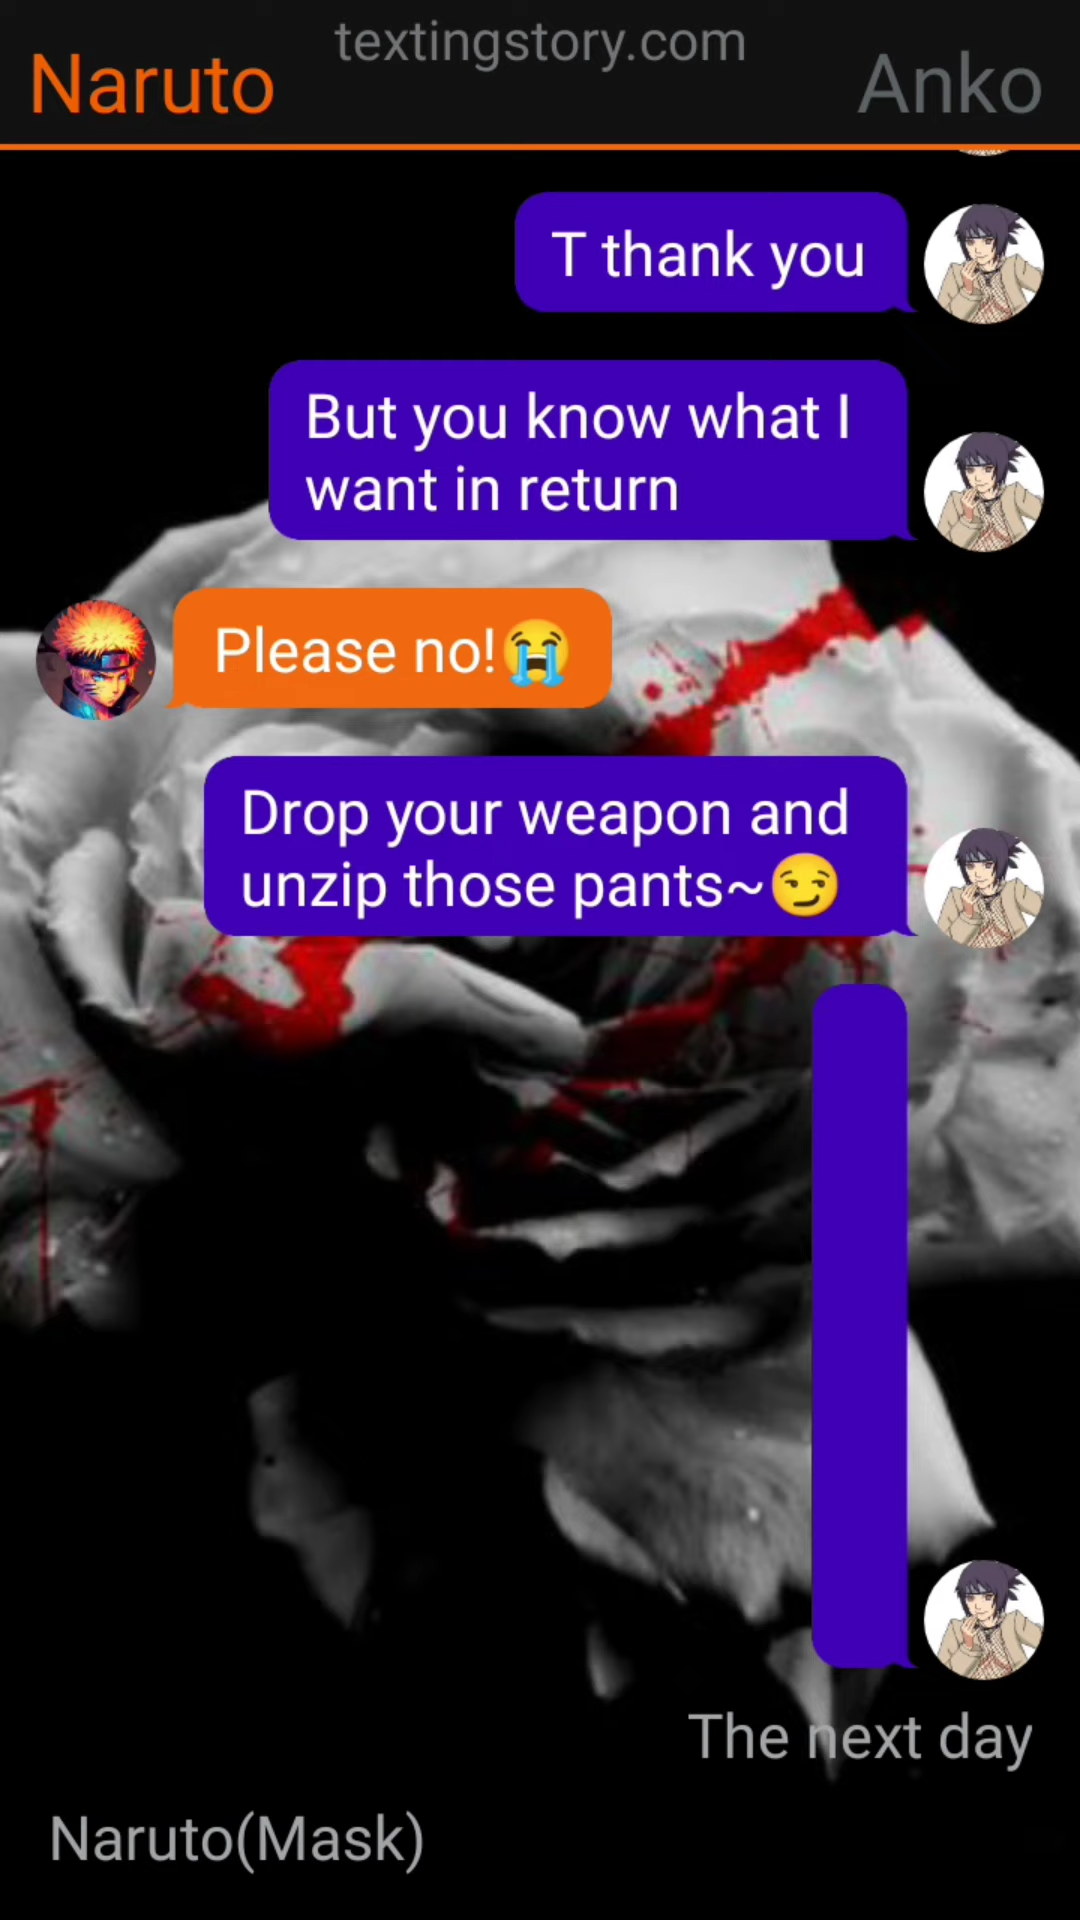 textingstory.com
Naruto
Anko
T thank you
But you know what I
want in return
Please no!😭
Drop your weapon and
unzip those pants~😏
The next day
Naruto(Mask)